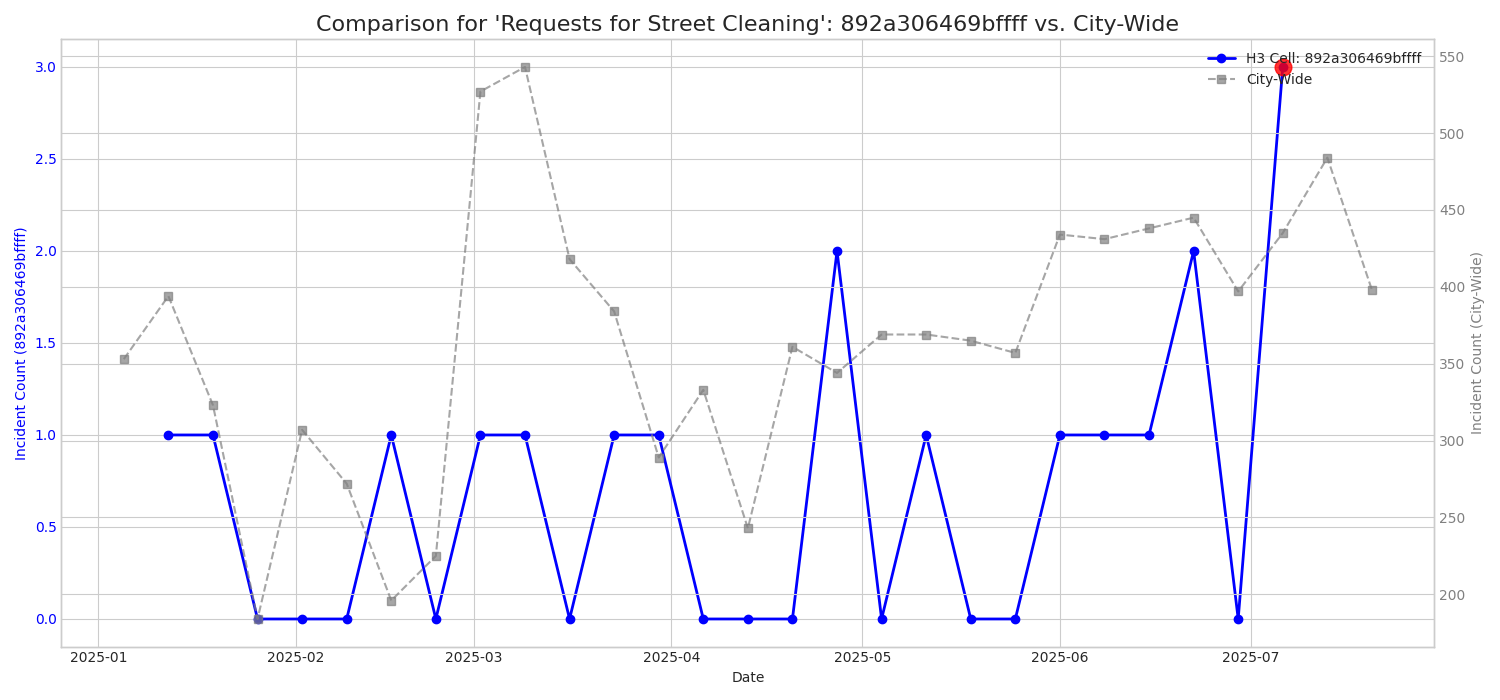 Comparison for 'Requests for Street Cleaning': 892a306469bffff vs. City-Wide
H3 Cell: 892a306469bffff
City-Wide
Incident Count (892a306469bffff)
3.0
2.5
2.0
1.5
1.0
0.5
0.0
550
500
450
400
350
300
250
200
Incident Count (City-Wide)
2025-01 2025-02 2025-03 2025-04 2025-05 2025-06 2025-07
Date